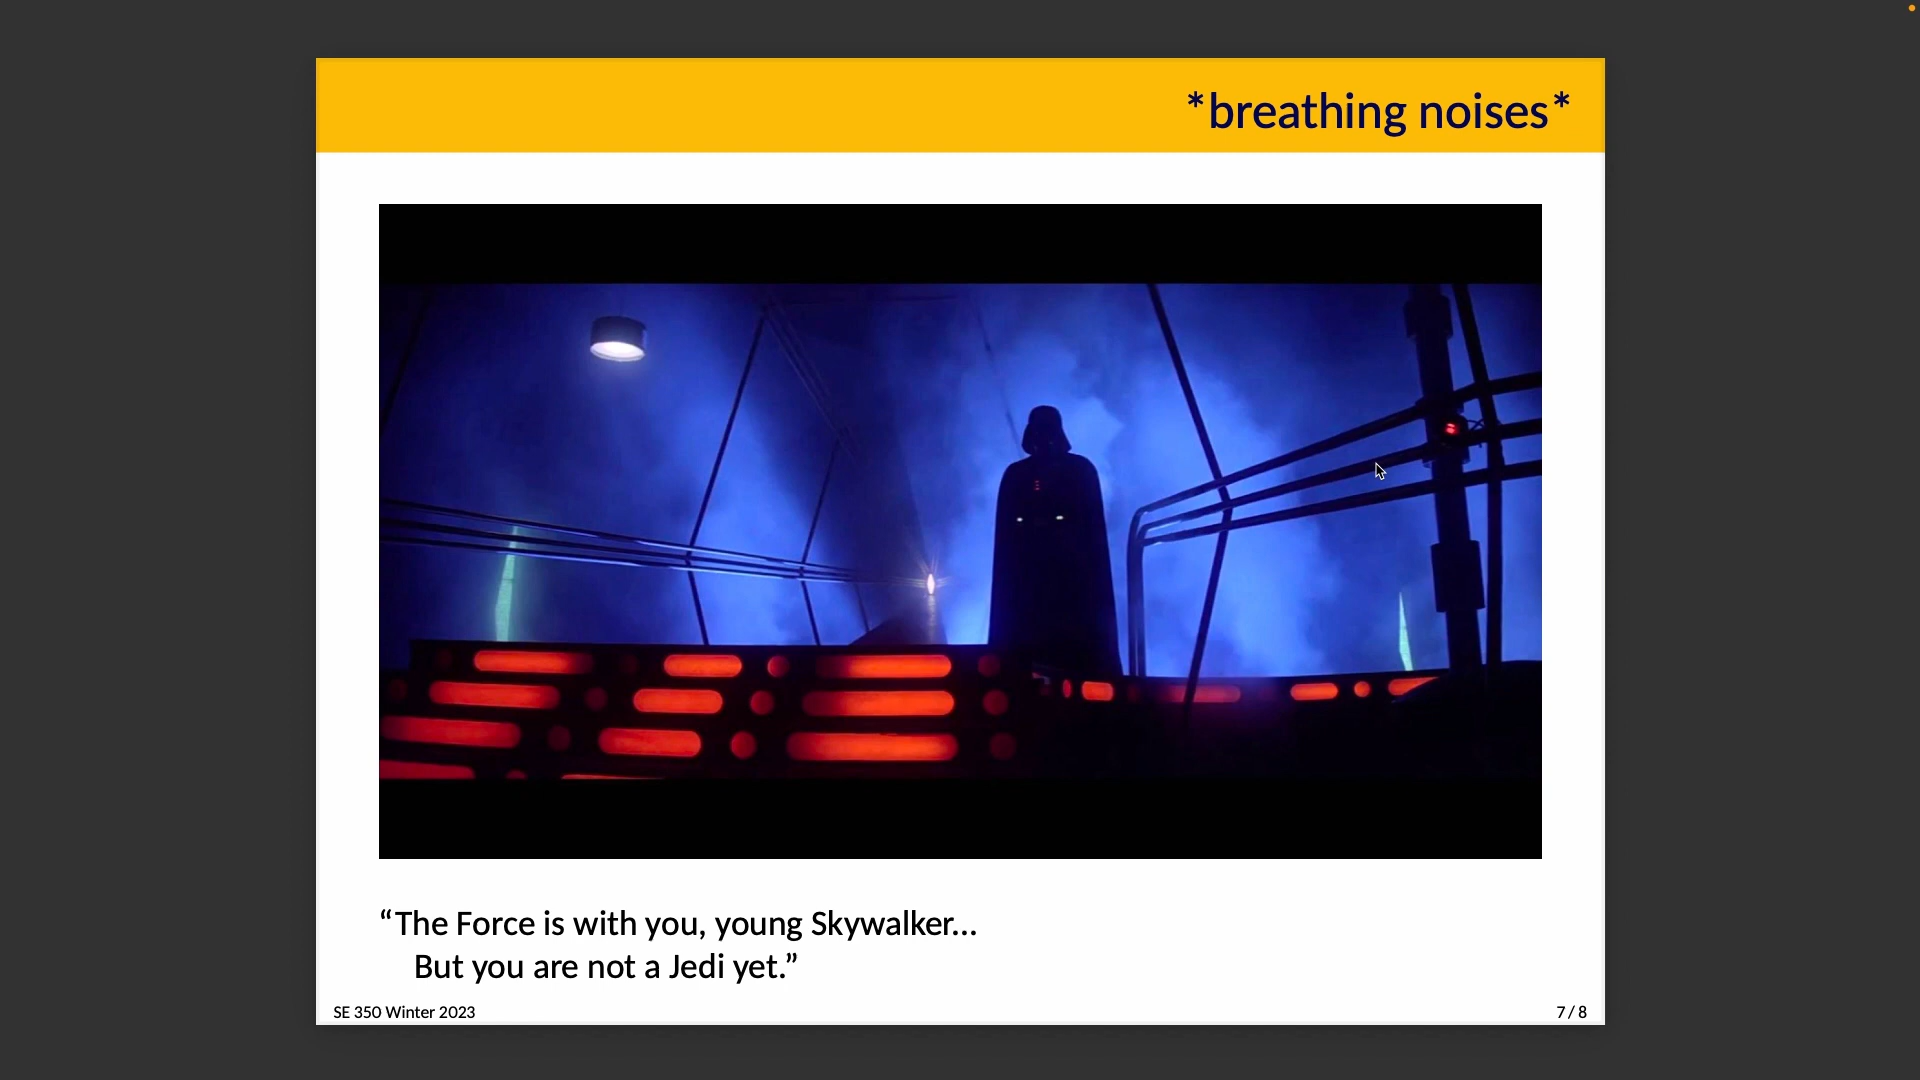 *breathing noises*
“The Force is with you, young Skywalker...
But you are not a Jedi yet.”
SE 350 Winter 2023
7 / 8